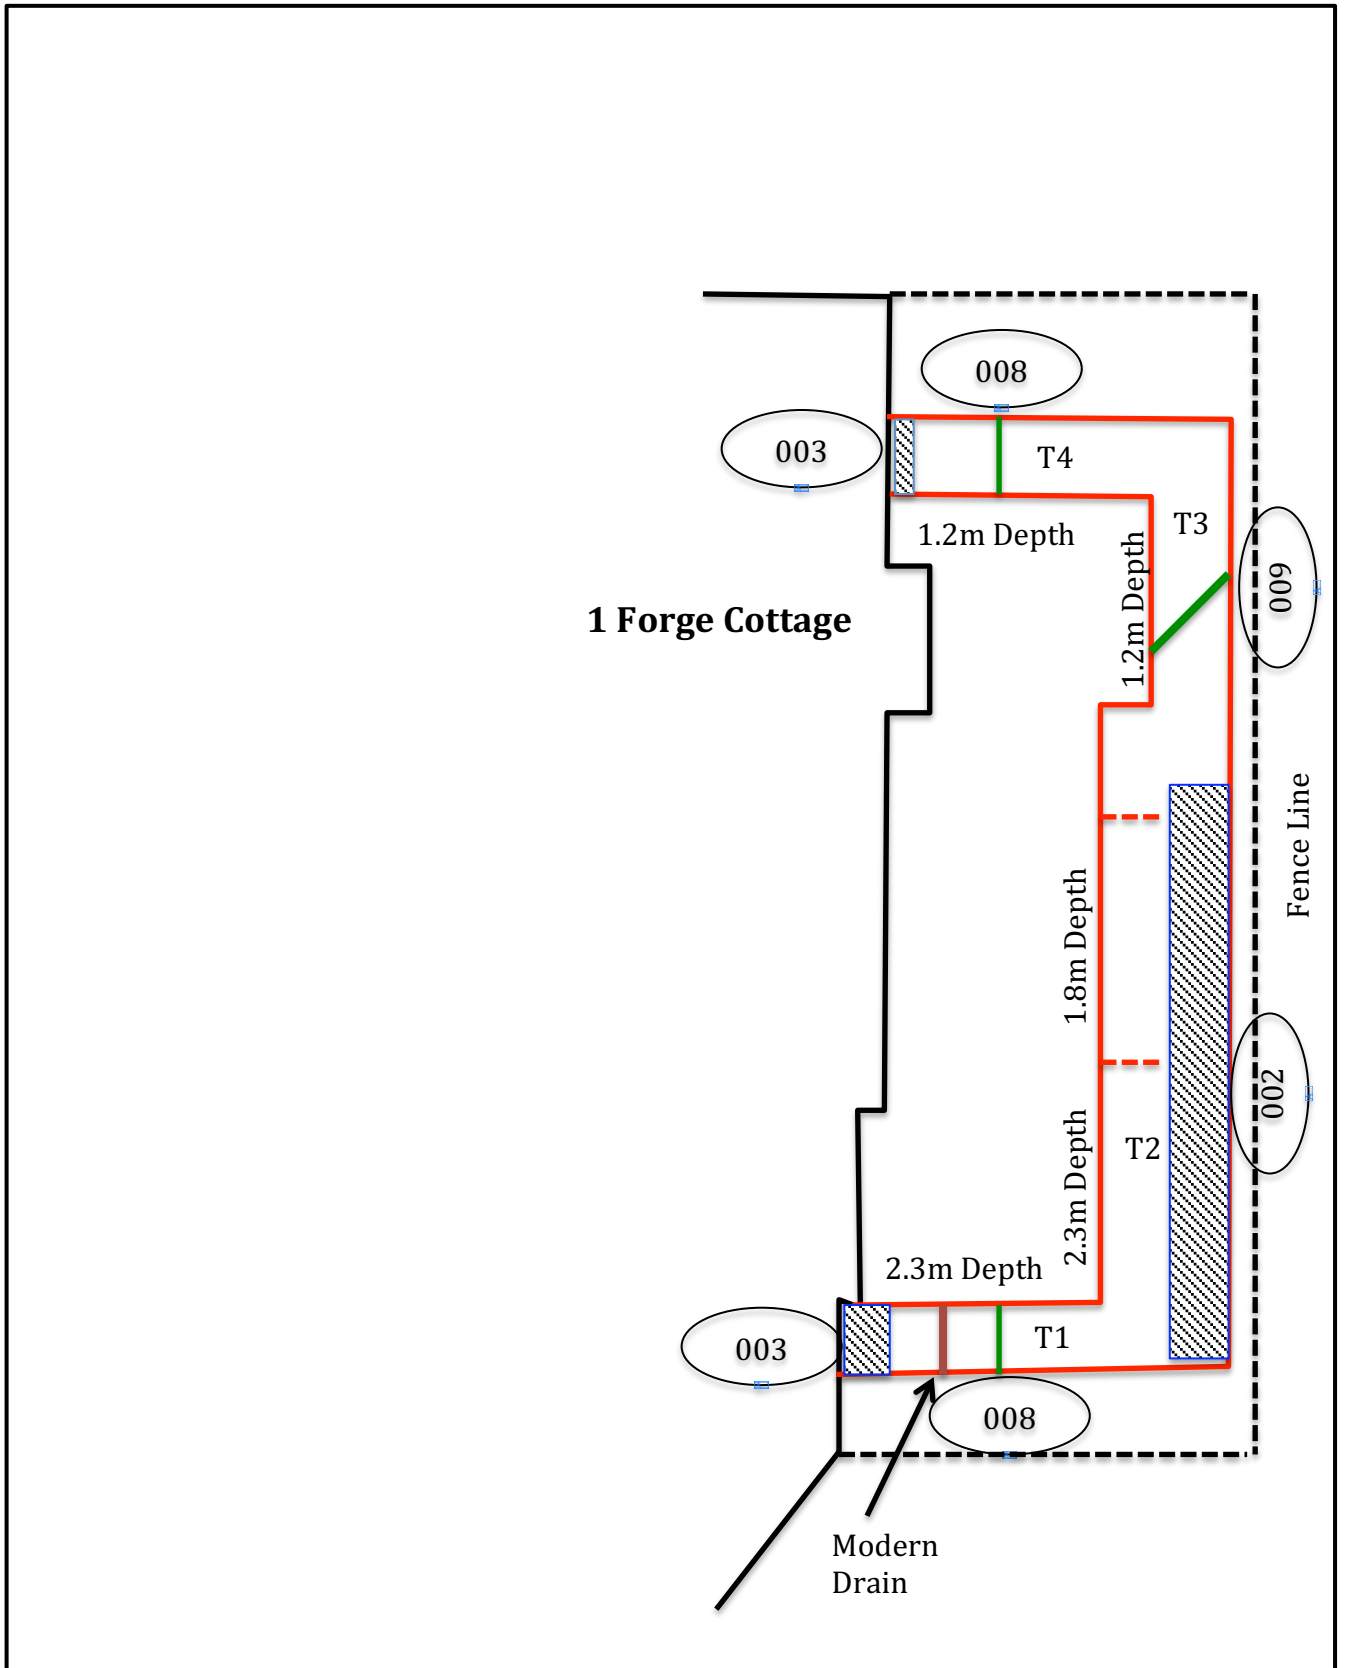 008
003
T4
T3
1.2m Depth
1.2m Depth
009
1 Forge Cottage
Fence Line
1.8m Depth
002
2.3m Depth
T2
2.3m Depth
T1
003
008
Modern
Drain